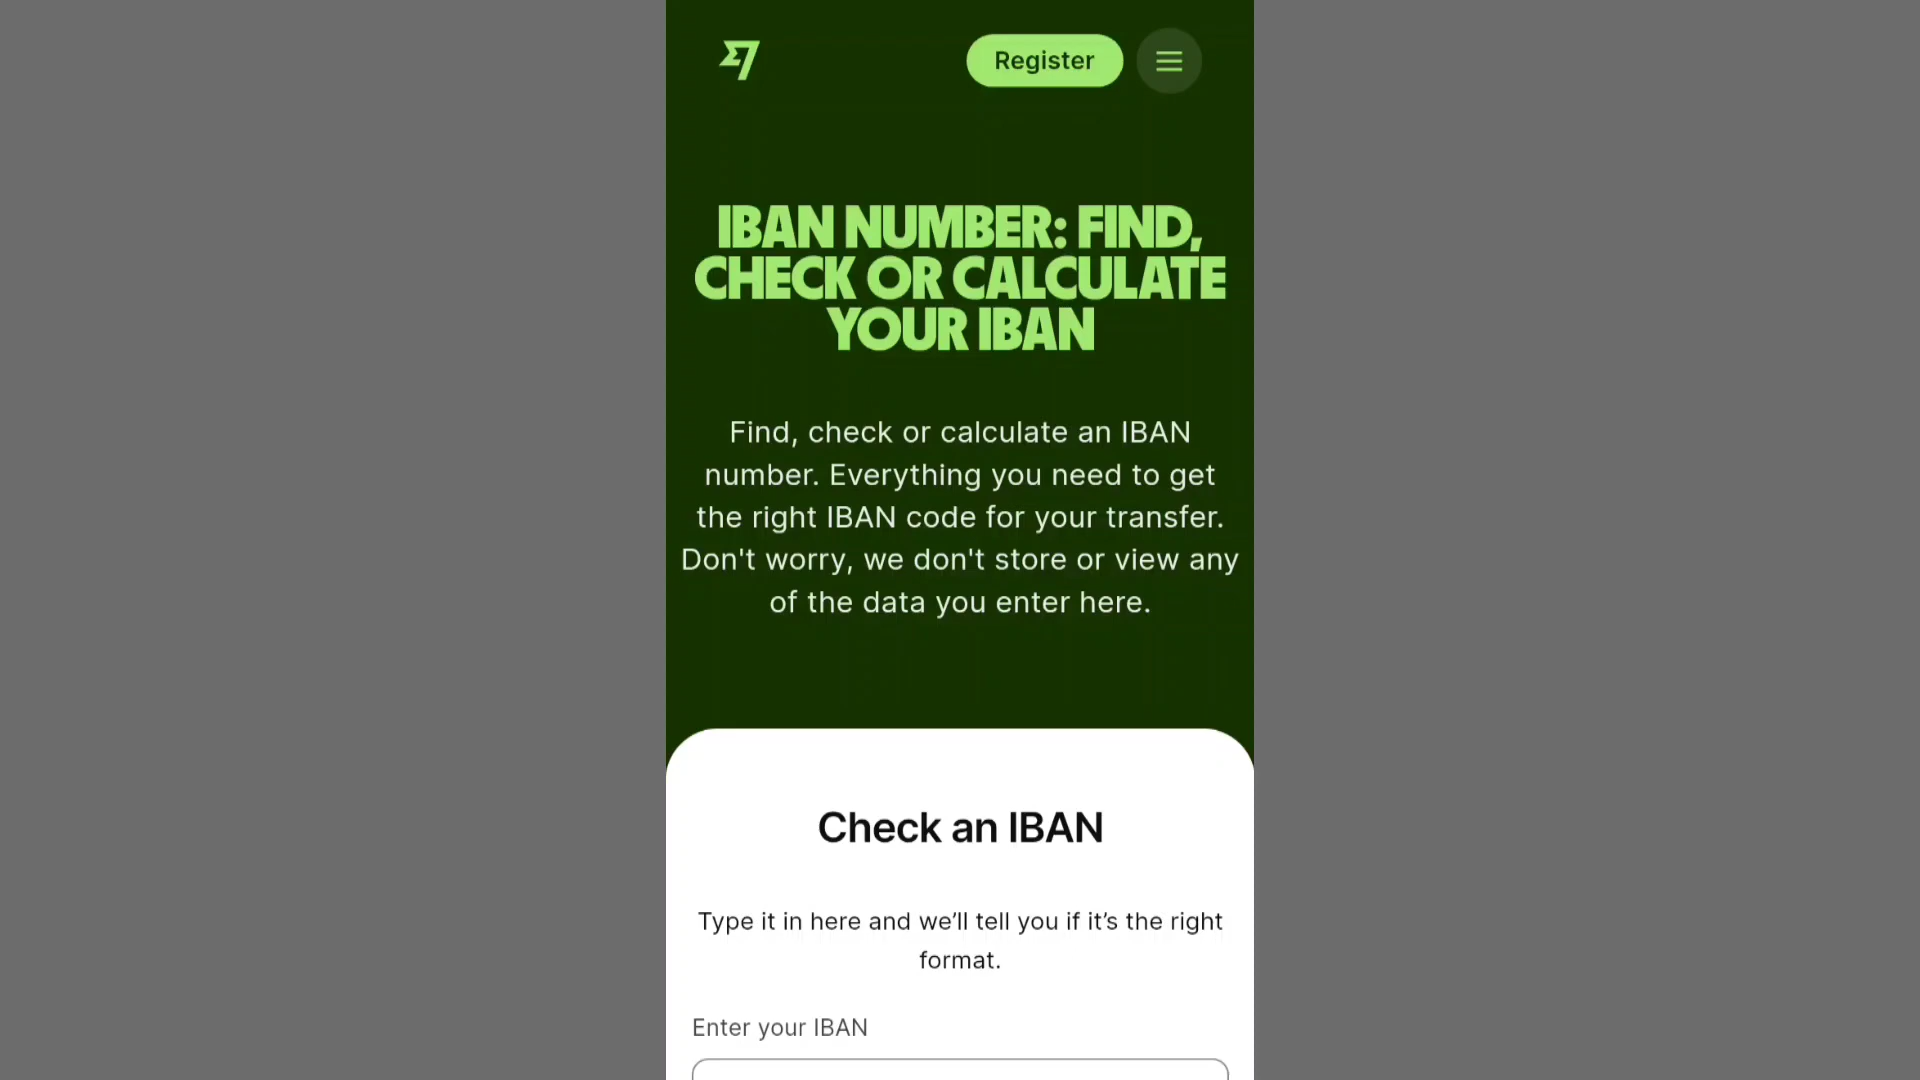 Register
IBAN NUMBER: FIND,
CHECK OR CALCULATE
YOUR IBAN
Find, check or calculate an IBAN
number. Everything you need to get
the right IBAN code for your transfer.
Don't worry, we don't store or view any
of the data you enter here.
Check an IBAN
Type it in here and we’ll tell you if it’s the right
format.
Enter your IBAN